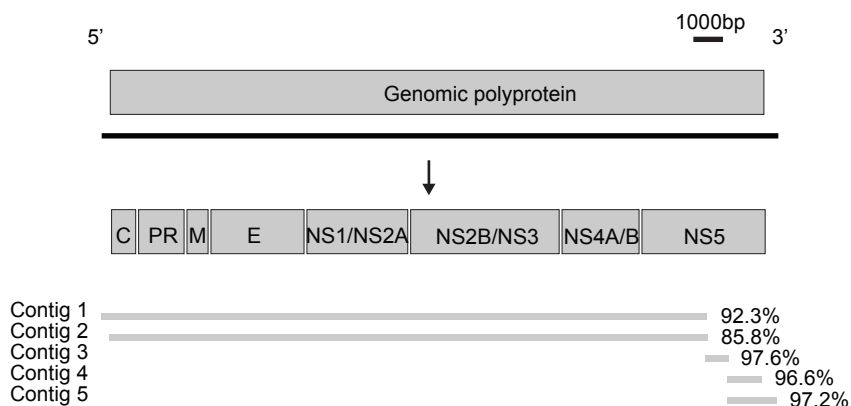 1000bp
5’ 3’
Genomic polyprotein
C PR M E NS1/NS2A NS2B/NS3 NS4A/B NS5
Contig 1 92.3%
Contig 2 85.8%
Contig 3 97.6%
Contig 4 96.6%
Contig 5 97.2%